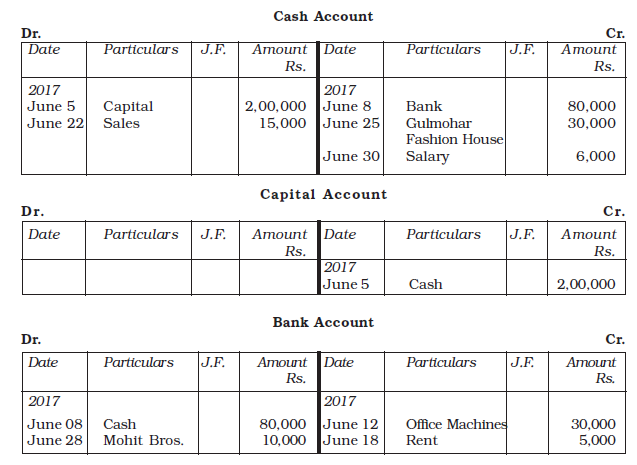 Cash Account
Dr. Cr.
Date Particulars J.F. Amount Rs. Date Particulars J.F. Amount Rs.
2017 2017
June 5 Capital 2,00,000 June 8 Bank 80,000
June 22 Sales 15,000 June 25 Gulmohar 30,000
Fashion House
June 30 Salary 6,000
Capital Account
Dr. Cr.
Date Particulars J.F. Amount Rs. Date Particulars J.F. Amount Rs.
2017
June 5 Cash 2,00,000
Bank Account
Dr. Cr.
Date Particulars J.F. Amount Rs. Date Particulars J.F. Amount Rs.
2017 2017
June 08 Cash 80,000 June 12 Office Machines 30,000
June 28 Mohit Bros. 10,000 June 18 Rent 5,000